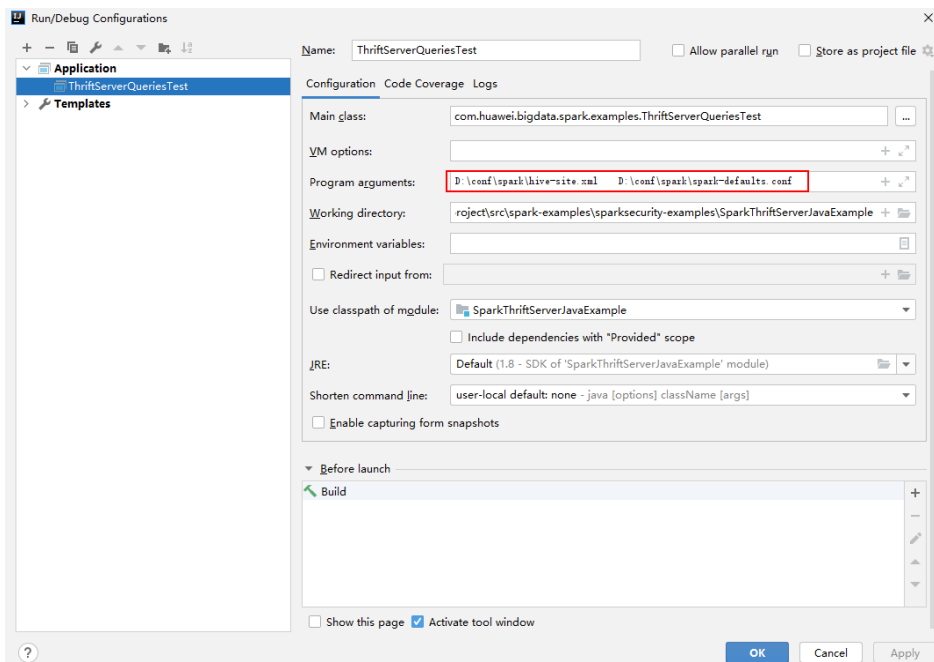 Run/Debug Configurations
Application
ThriftServerQueriesTest
Templates
Name: ThriftServerQueriesTest
Allow parallel run
Store as project file
Configuration Code Coverage Logs
Main class: com.huawei.bigdata.spark.examples.ThriftServerQueriesTest ...
VM options:
Program arguments: D:\conf\spark\hive-site.xml D:\conf\spark\spark-defaults.conf
Working directory: roject\src\spark-examples\sparksecurity-examples\SparkThriftServerJavaExample
Environment variables:
Redirect input from:
Use classpath of module: SparkThriftServerJavaExample
Include dependencies with "Provided" scope
JRE: Default (1.8 - SDK of 'SparkThriftServerJavaExample' module)
Shorten command line: user-local default: none - java [options] className [args]
Enable capturing form snapshots
Before launch
Build
Show this page Activate tool window
? OK Cancel Apply